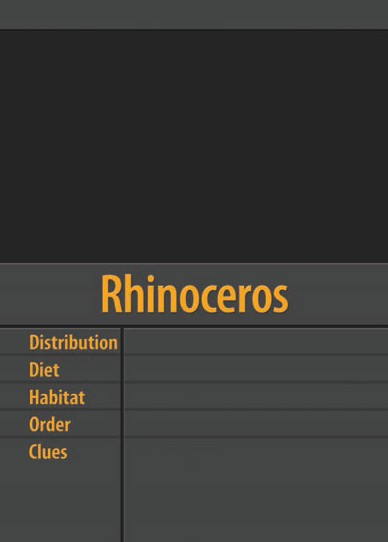 Rhinoceros
Distribution
Diet
Habitat
Order
Clues